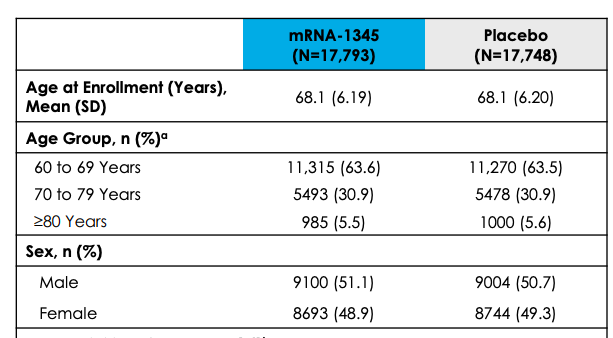 mRNA-1345 Placebo
(N=17,793) (N=17,748)
Age at Enrollment (Years),
Mean (SD) 68.1 (6.19) 68.1 (6.20)
Age Group, n (%)ᵃ
60 to 69 Years 11,315 (63.6) 11,270 (63.5)
70 to 79 Years 5493 (30.9) 5478 (30.9)
≥80 Years 985 (5.5) 1000 (5.6)
Sex, n (%)
Male 9100 (51.1) 9004 (50.7)
Female 8693 (48.9) 8744 (49.3)